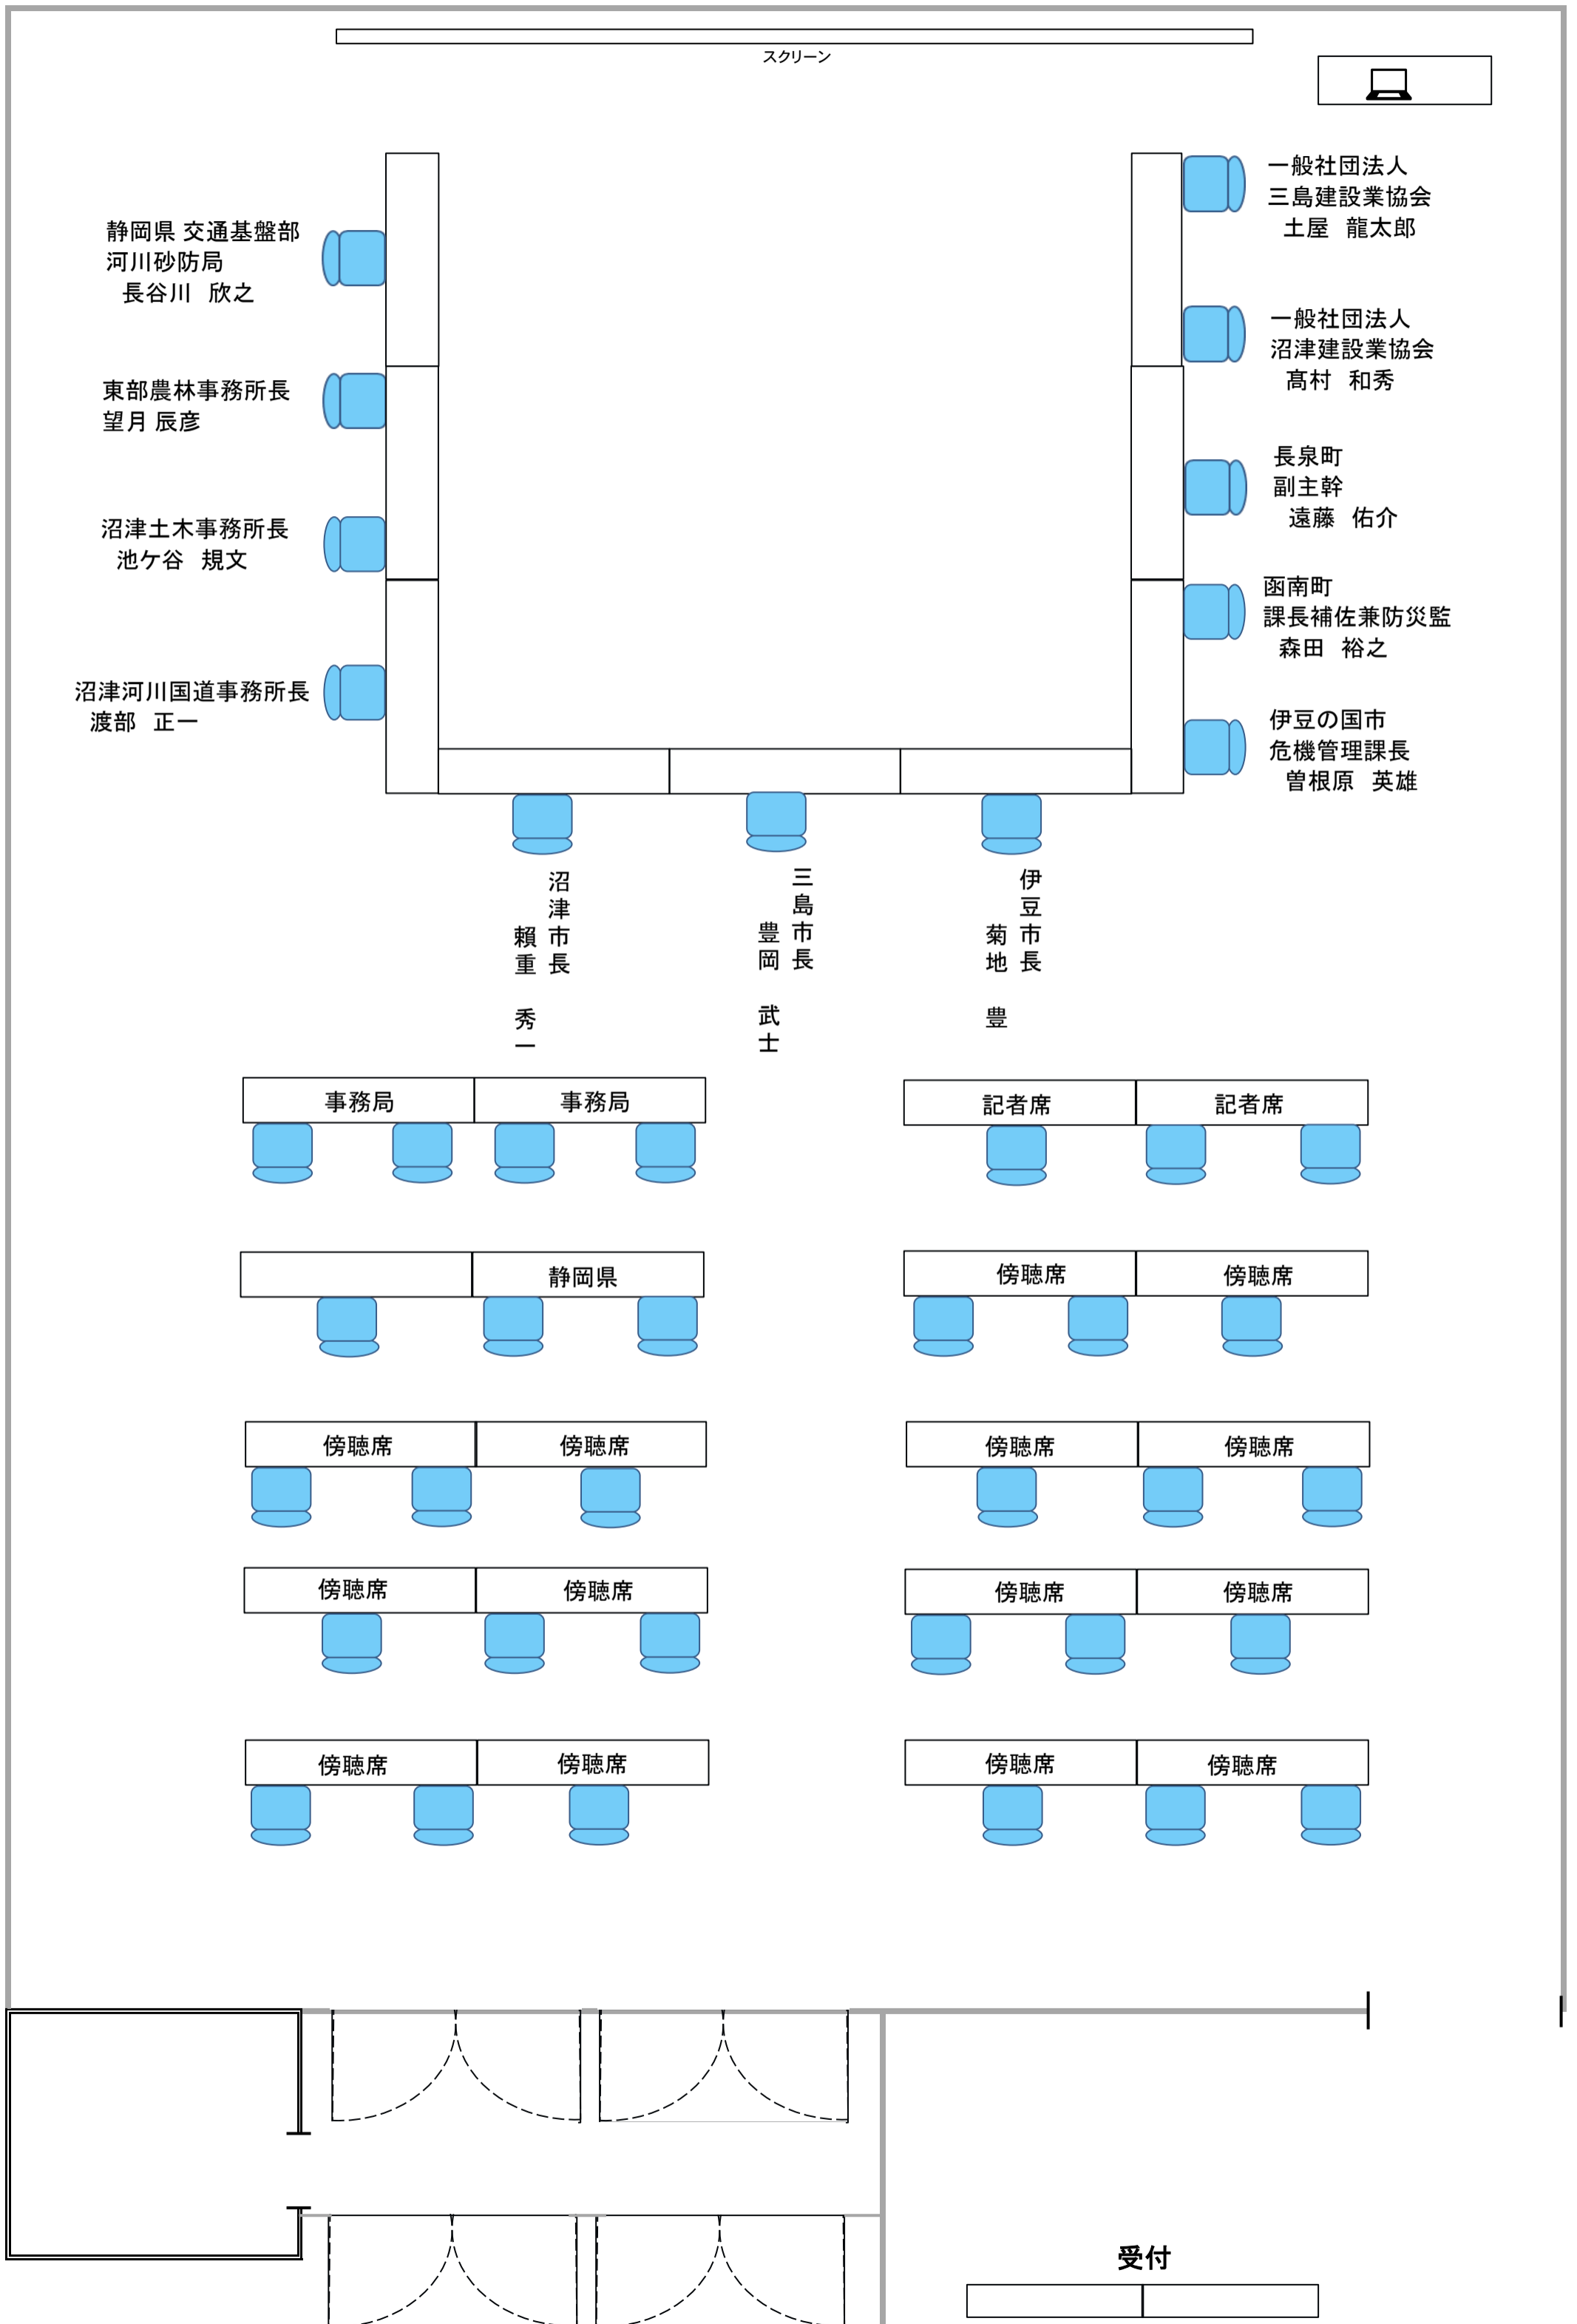 スクリーン
静岡県 交通基盤部
河川砂防局
長谷川 欣之
東部農林事務所長
望月 辰彦
沼津土木事務所長
池ケ谷 規文
沼津河川国道事務所長
渡部 正一
一般社団法人
三島建設業協会
土屋 龍太郎
一般社団法人
沼津建設業協会
髙村 和秀
長泉町
副主幹
遠藤 佑介
函南町
課長補佐兼防災監
森田 裕之
伊豆の国市
危機管理課長
曽根原 英雄
沼津市長
賴重 秀一
三島市長
豊岡 武士
伊豆市長
菊地 豊
事務局 事務局
記者席 記者席
静岡県
傍聴席 傍聴席
傍聴席 傍聴席
傍聴席 傍聴席
傍聴席 傍聴席
傍聴席 傍聴席
傍聴席 傍聴席
傍聴席 傍聴席
受付